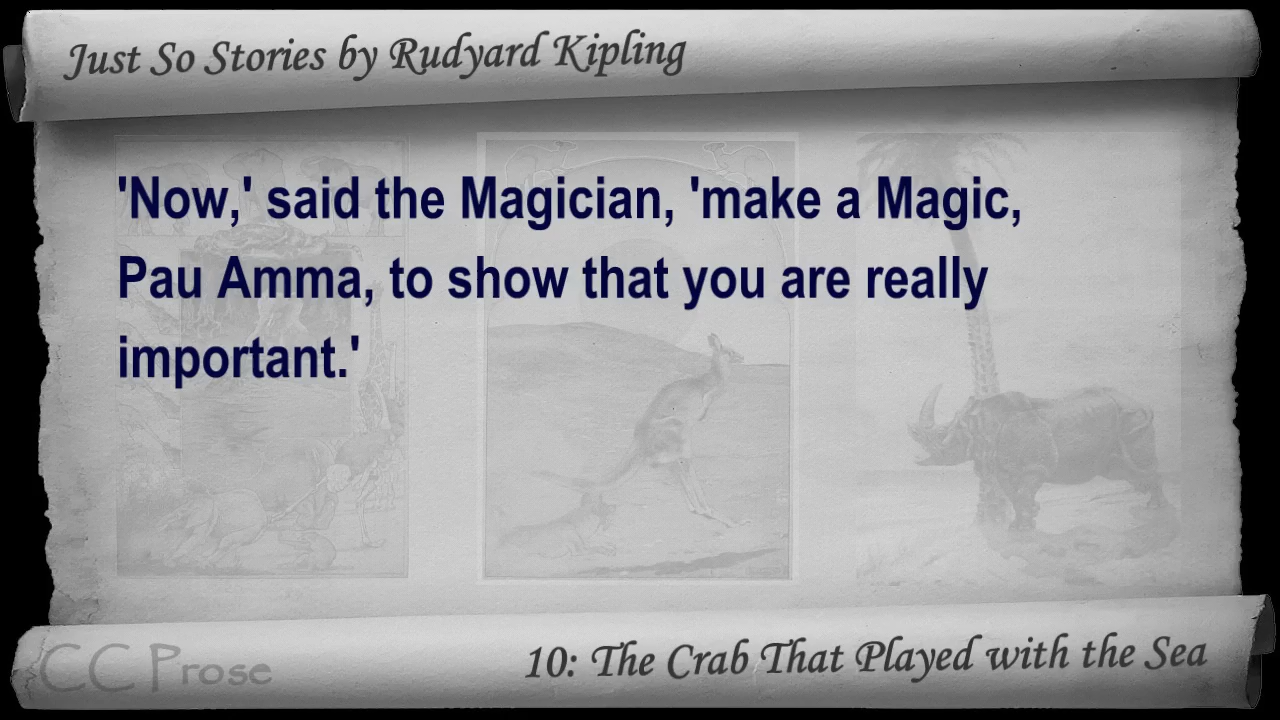 Just So Stories by Rudyard Kipling
'Now,' said the Magician, 'make a Magic,
Pau Amma, to show that you are really
important.'
CC Prose
10: The Crab That Played with the Sea